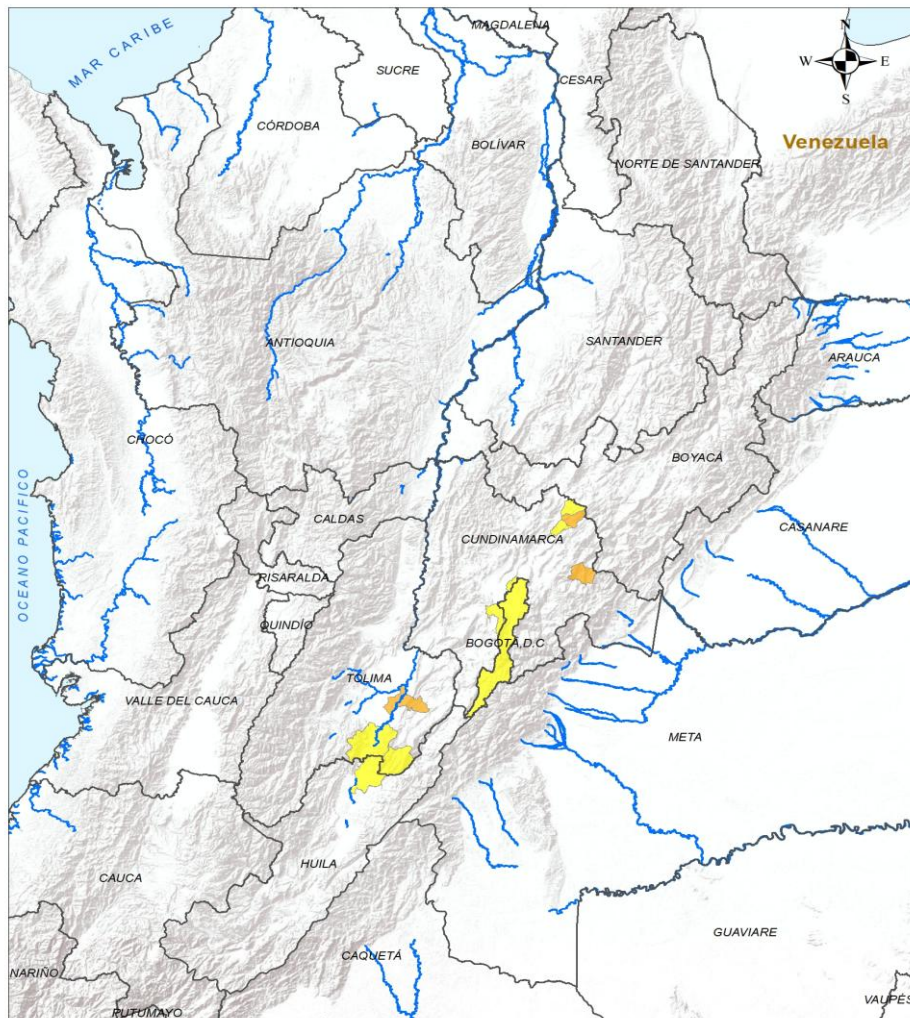 MAGDALENA
MAR CARIBE
N
W
E
S
SUCRE
CESAR
CÓRDOBA
BOLÍVAR
Venezuela
NORTE DE SANTANDER
ANTIOQUIA
SANTANDER
ARAUCA
CHOCÓ
BOYACÁ
OCEANO PACIFICO
CALDAS
CASANARE
CUNDINAMARCA
RISARALDA
QUINDÍO
BOGOTÁ, D.C
TOLIMA
VALLE DEL CAUCA
META
HUILA
CAUCA
GUAVIARE
CAQUETÁ
NARIÑO
PUTUMAYO
VAUPÉS